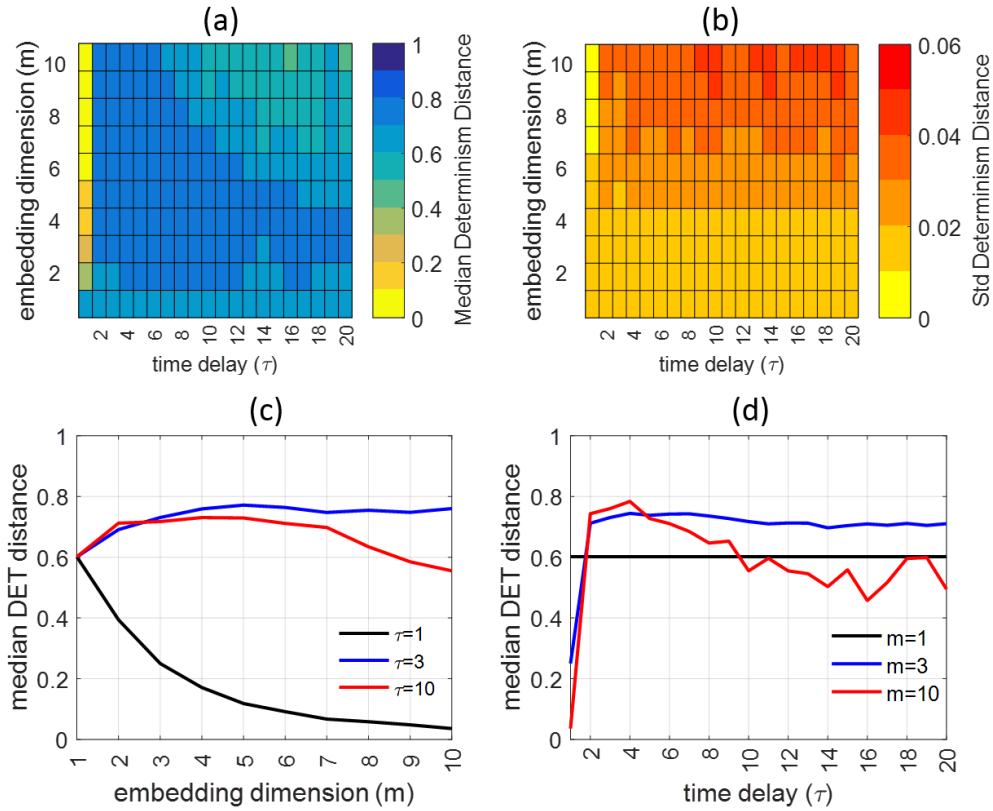 (a)
embedding dimension (m)
10
8
6
4
2
2 4 6 8 10 12 14 16 18 20
time delay (τ)
1
0.8
0.6
0.4
0.2
0
Median Determinism Distance
(b)
embedding dimension (m)
10
8
6
4
2
2 4 6 8 10 12 14 16 18 20
time delay (τ)
0.06
0.04
0.02
0
Std Determinism Distance
(c)
median DET distance
1
0.8
0.6
0.4
0.2
0
τ=1
τ=3
τ=10
1 2 3 4 5 6 7 8 9 10
embedding dimension (m)
(d)
median DET distance
1
0.8
0.6
0.4
0.2
0
m=1
m=3
m=10
2 4 6 8 10 12 14 16 18 20
time delay (τ)